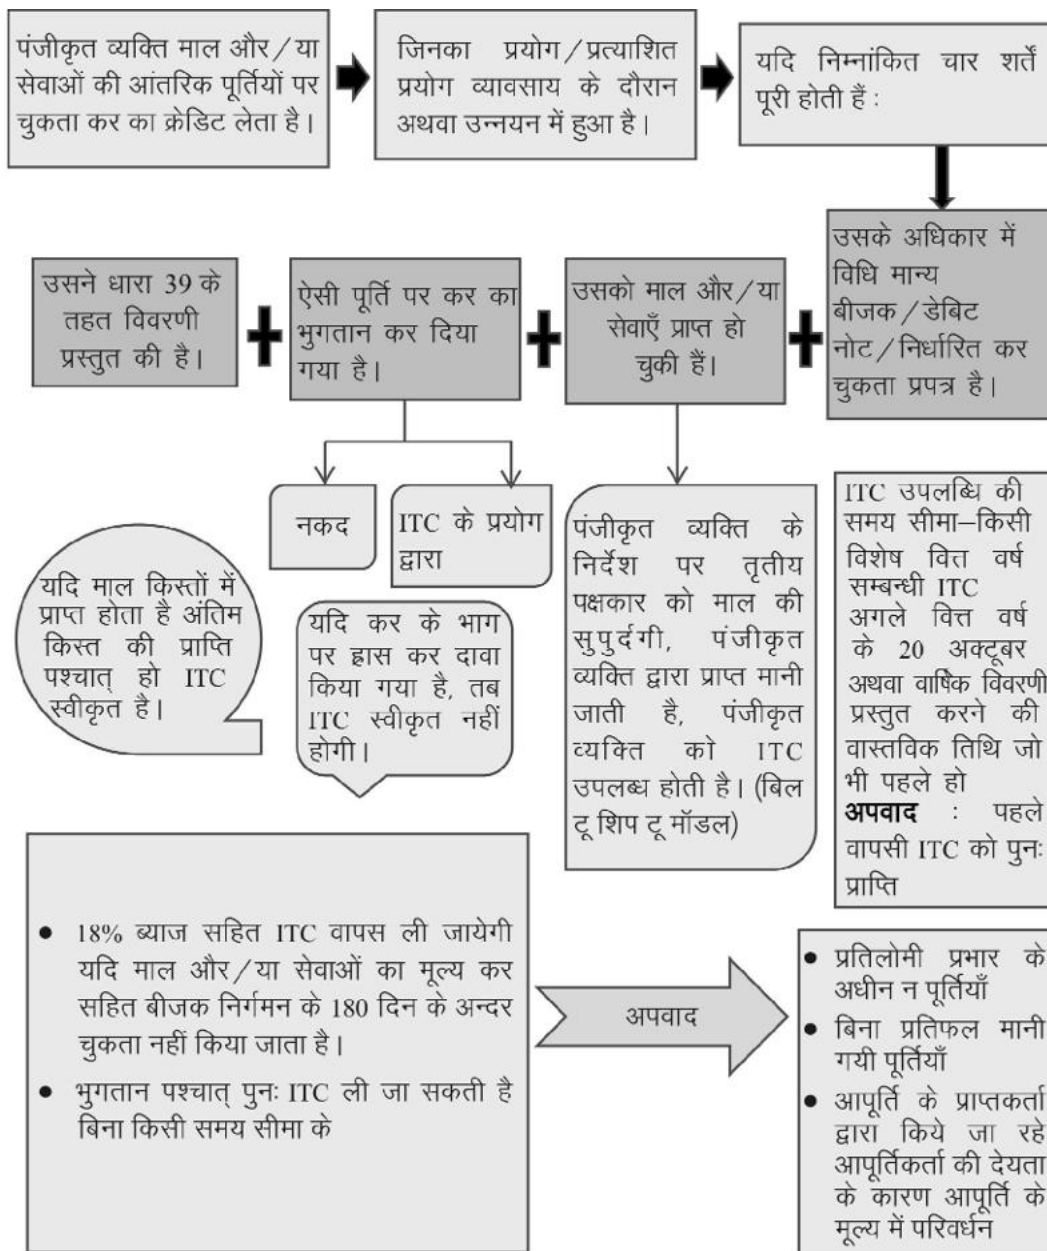 पंजीकृत व्यक्ति माल और/या
सेवाओं की आंतरिक पूर्तियों पर
चुकता कर का क्रेडिट लेता है।
जिनका प्रयोग/प्रत्याशित
प्रयोग व्यावसाय के दौरान
अथवा उन्नयन में हुआ है।
यदि निम्नांकित चार शर्तें
पूरी होती हैं :
उसके अधिकार में
विधि मान्य
बीजक/डेबिट
नोट/निर्धारित कर
चुकता प्रपत्र है।
उसको माल और/या
सेवाएँ प्राप्त हो
चुकी हैं।
ऐसी पूर्ति पर कर का
भुगतान कर दिया
गया है।
उसने धारा 39 के
तहत विवरणी
प्रस्तुत की है।
नकद
ITC के प्रयोग
द्वारा
यदि माल किस्तों में
प्राप्त होता है अंतिम
किस्त की प्राप्ति
पश्चात् हो ITC
स्वीकृत है।
यदि कर के भाग
पर ह्रास कर दावा
किया गया है, तब
ITC स्वीकृत नहीं
होगी।
पंजीकृत व्यक्ति के
निर्देश पर तृतीय
पक्षकार को माल की
सुपुर्दगी, पंजीकृत
व्यक्ति द्वारा प्राप्त मानी
जाती है, पंजीकृत
व्यक्ति को ITC
उपलब्ध होती है। (बिल
टू शिप टू मॉडल)
ITC उपलब्धि की
समय सीमा–किसी
विशेष वित्त वर्ष
सम्बन्धी ITC
अगले वित्त वर्ष
के 20 अक्टूबर
अथवा वार्षिक विवरणी
प्रस्तुत करने की
वास्तविक तिथि जो
भी पहले हो
अपवाद : पहले
वापसी ITC को पुनः
प्राप्ति
• 18% ब्याज सहित ITC वापस ली जायेगी
यदि माल और/या सेवाओं का मूल्य कर
सहित बीजक निर्गमन के 180 दिन के अन्दर
चुकता नहीं किया जाता है।
• भुगतान पश्चात् पुनः ITC ली जा सकती है
बिना किसी समय सीमा के
अपवाद
• प्रतिलोमी प्रभार के
अधीन न पूर्तियाँ
• बिना प्रतिफल मानी
गयी पूर्तियाँ
• आपूर्ति के प्राप्तकर्ता
द्वारा किये जा रहे
आपूर्तिकर्ता की देयता
के कारण आपूर्ति के
मूल्य में परिवर्धन